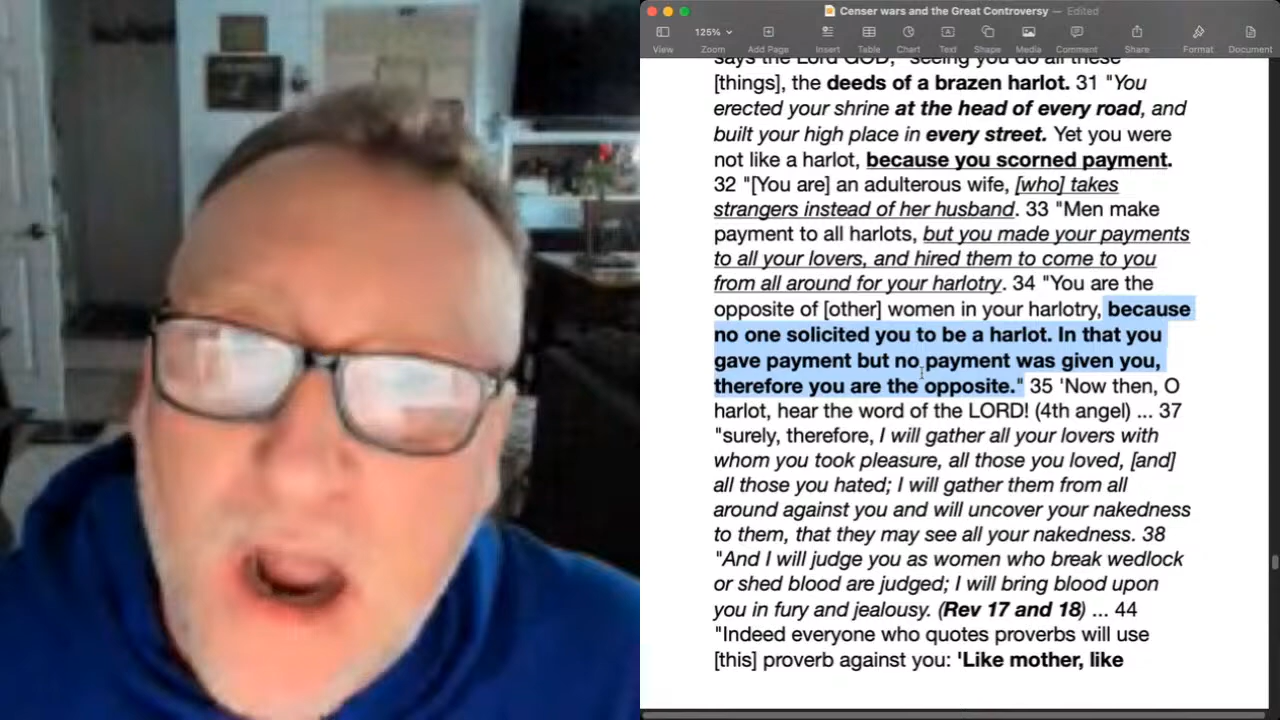 Censer wars and the Great Controversy — Edited
125%
View
Zoom
Add Page
Insert
Table
Chart
Text
Shape
Media
Comment
Share
Format
Document
says the Lord GOD, "seeing you do all these
[things], the deeds of a brazen harlot. 31 "You
erected your shrine at the head of every road, and
built your high place in every street. Yet you were
not like a harlot, because you scorned payment.
32 "[You are] an adulterous wife, [who] takes
strangers instead of her husband. 33 "Men make
payment to all harlots, but you made your payments
to all your lovers, and hired them to come to you
from all around for your harlotry. 34 "You are the
opposite of [other] women in your harlotry, because
no one solicited you to be a harlot. In that you
gave payment but no payment was given you,
therefore you are the opposite." 35 'Now then, O
harlot, hear the word of the LORD! (4th angel) ... 37
"surely, therefore, I will gather all your lovers with
whom you took pleasure, all those you loved, [and]
all those you hated; I will gather them from all
around against you and will uncover your nakedness
to them, that they may see all your nakedness. 38
"And I will judge you as women who break wedlock
or shed blood are judged; I will bring blood upon
you in fury and jealousy. (Rev 17 and 18) ... 44
"Indeed everyone who quotes proverbs will use
[this] proverb against you: 'Like mother, like